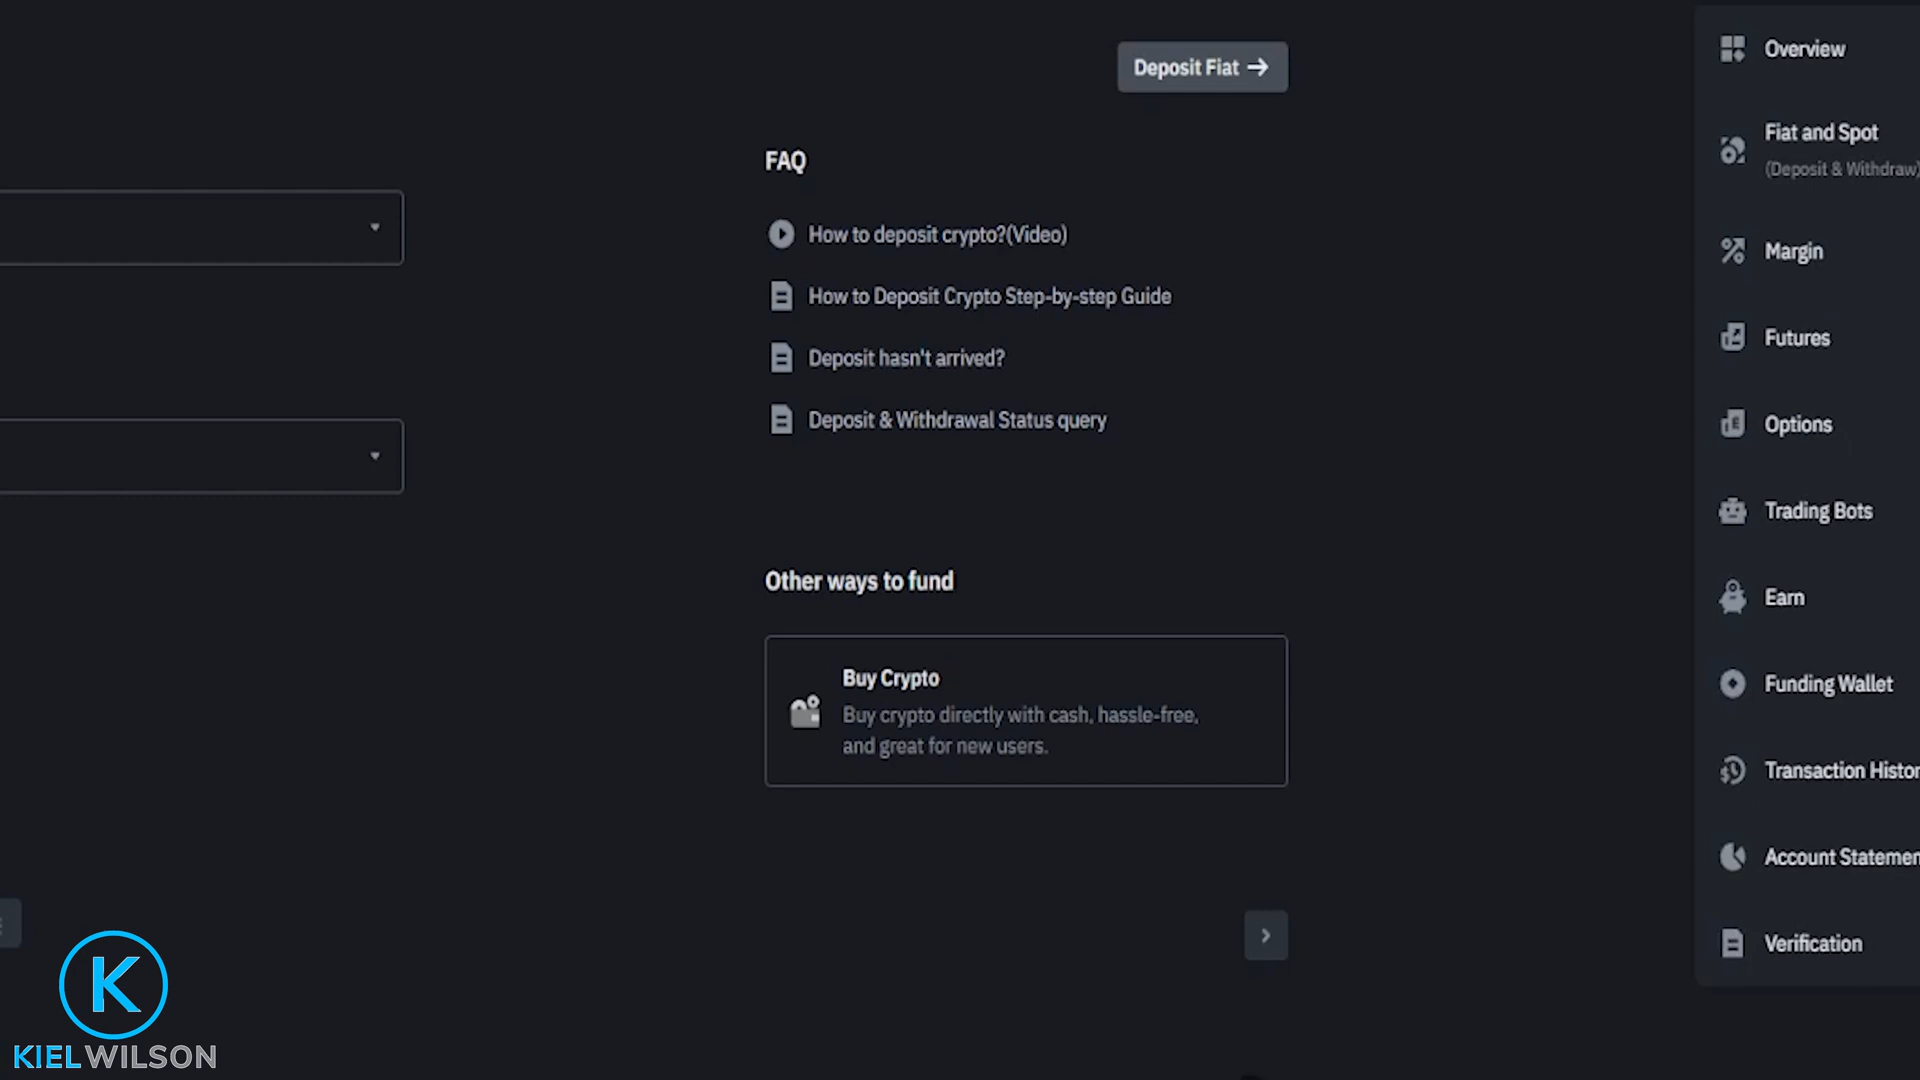 Deposit Fiat →
FAQ
How to deposit crypto?(Video)
How to Deposit Crypto Step-by-step Guide
Deposit hasn't arrived?
Deposit & Withdrawal Status query
Other ways to fund
Buy Crypto
Buy crypto directly with cash, hassle-free,
and great for new users.
Overview
Fiat and Spot
(Deposit & Withdraw)
Margin
Futures
Options
Trading Bots
Earn
Funding Wallet
Transaction Histor
Account Statemen
Verification
K
KIELWILSON